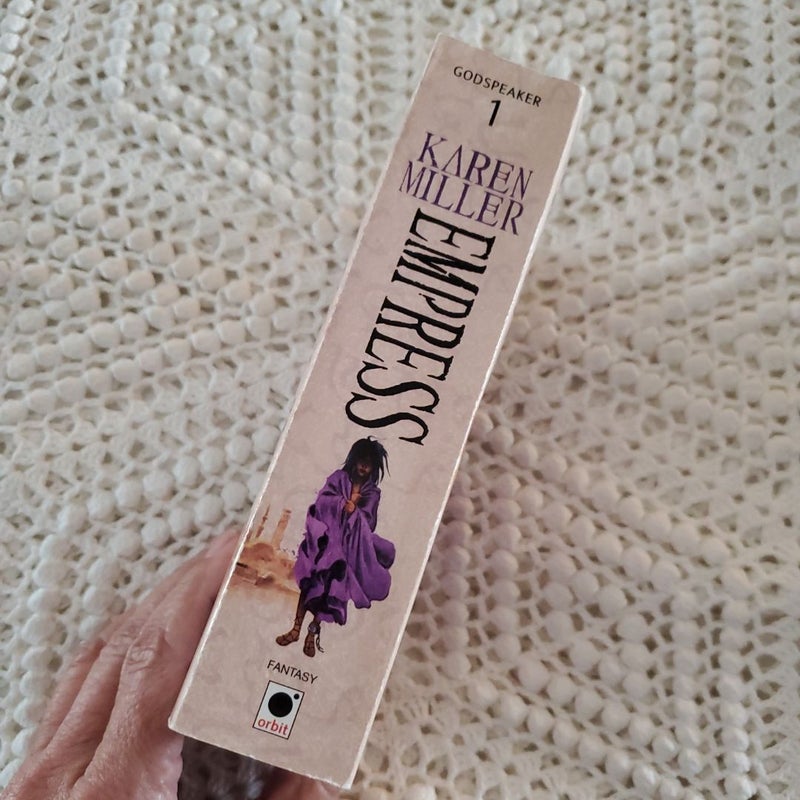 GODSPEAKER
1
KAREN
MILLER
EMPRESS
FANTASY
orbit